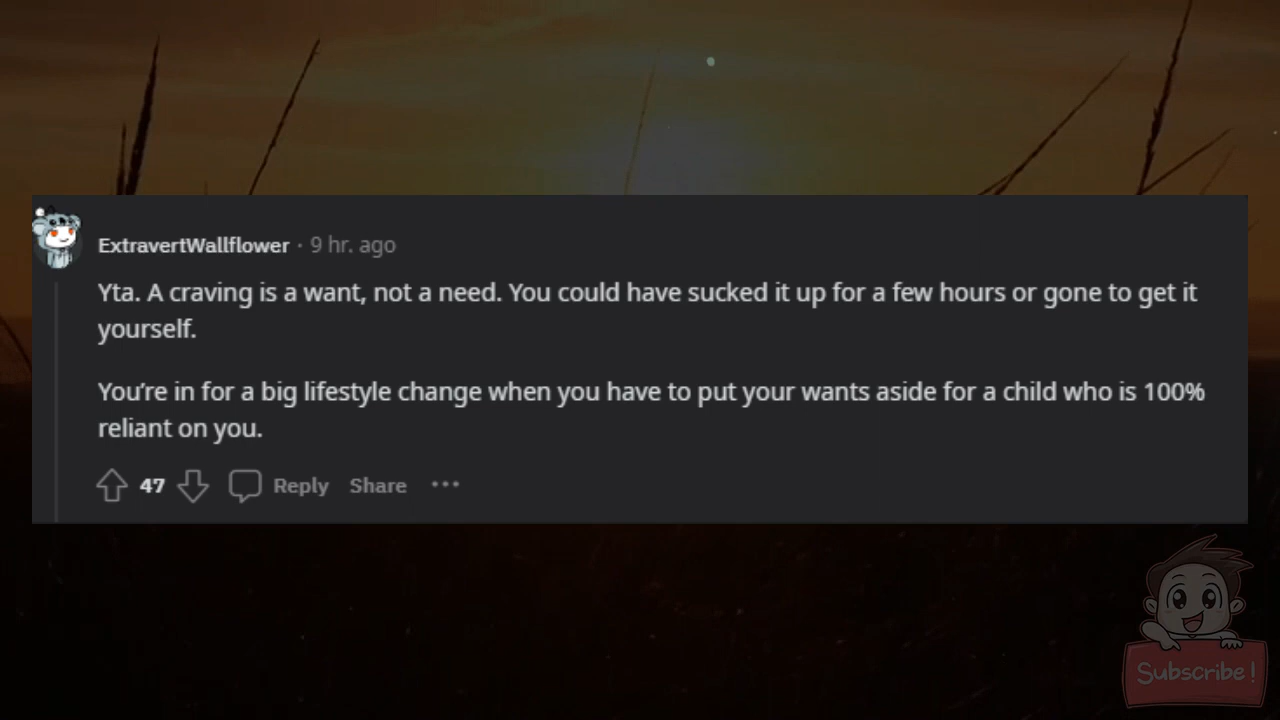 ExtravertWallflower · 9 hr. ago
Yta. A craving is a want, not a need. You could have sucked it up for a few hours or gone to get it
yourself.
You’re in for a big lifestyle change when you have to put your wants aside for a child who is 100%
reliant on you.
47 Reply Share ···
Subscribe!